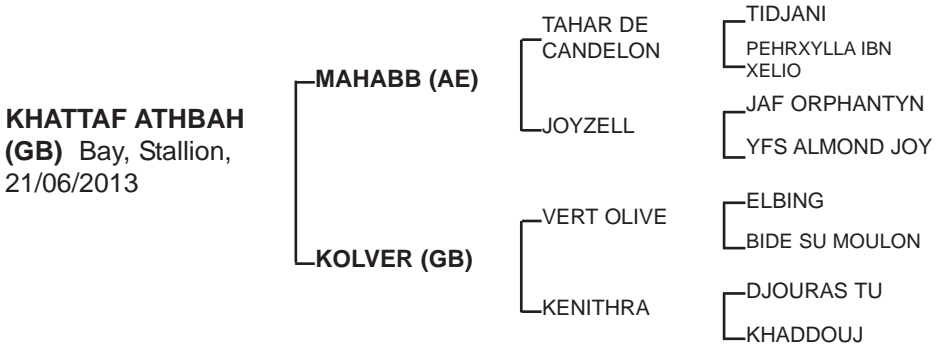 KHATTAF ATHBAH
(GB) Bay, Stallion,
21/06/2013
MAHABB (AE)
KOLVER (GB)
TAHAR DE
CANDELON
JOYZELL
VERT OLIVE
KENITHRA
TIDJANI
PEHRXYLLA IBN
XELIO
JAF ORPHANTYN
YFS ALMOND JOY
ELBING
BIDE SU MOULON
DJOURAS TU
KHADDOUJ